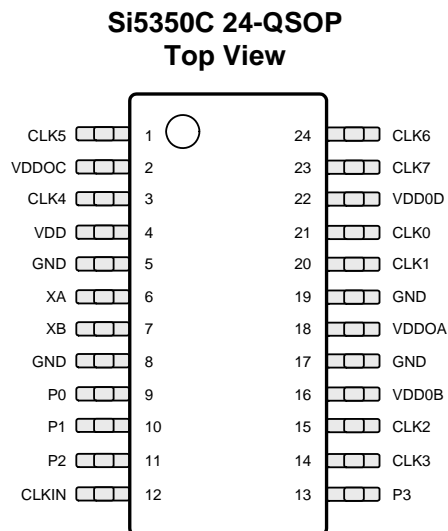 Si5350C 24-QSOP
Top View
CLK5 1 24 CLK6
VDDOC 2 23 CLK7
CLK4 3 22 VDD0D
VDD 4 21 CLK0
GND 5 20 CLK1
XA 6 19 GND
XB 7 18 VDDOA
GND 8 17 GND
P0 9 16 VDD0B
P1 10 15 CLK2
P2 11 14 CLK3
CLKIN 12 13 P3